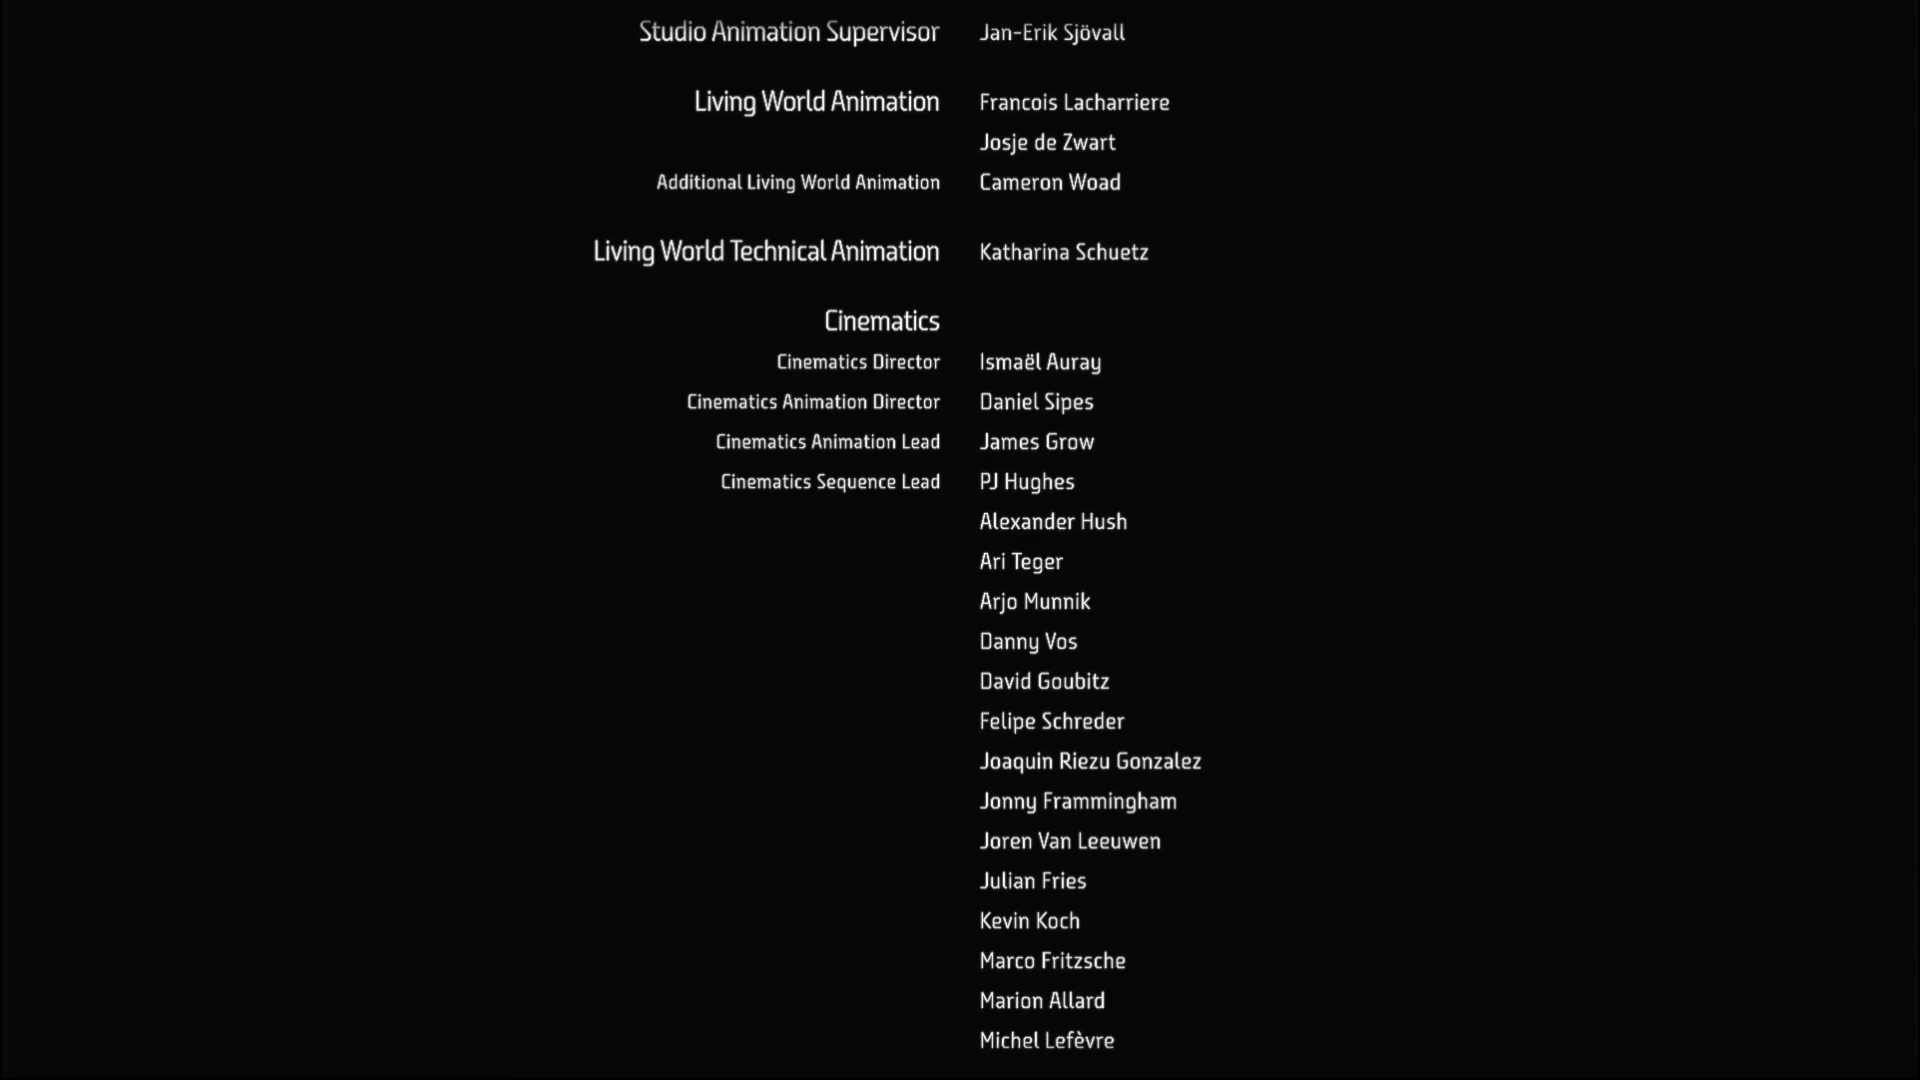 Studio Animation Supervisor Jan-Erik Sjövall
Living World Animation Francois Lacharriere
Josje de Zwart
Additional Living World Animation Cameron Woad
Living World Technical Animation Katharina Schuetz
Cinematics
Cinematics Director Ismaël Auray
Cinematics Animation Director Daniel Sipes
Cinematics Animation Lead James Grow
Cinematics Sequence Lead PJ Hughes
Alexander Hush
Ari Teger
Arjo Munnik
Danny Vos
David Goubitz
Felipe Schreder
Joaquin Riezu Gonzalez
Jonny Frammingham
Joren Van Leeuwen
Julian Fries
Kevin Koch
Marco Fritzsche
Marion Allard
Michel Lefèvre